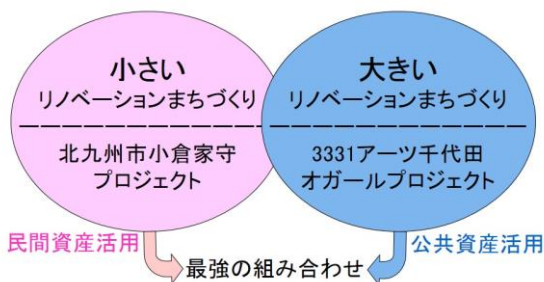 小さい
リノベーションまちづくり
北九州市小倉家守
プロジェクト
大きい
リノベーションまちづくり
3331アーツ千代田
オガールプロジェクト
民間資産活用
公共資産活用
最強の組み合わせ